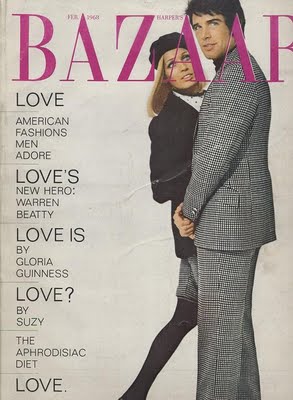 FEB. 1968 HARPER'S
BAZAAR
LOVE
AMERICAN
FASHIONS
MEN
ADORE
LOVE'S
NEW HERO:
WARREN
BEATTY
LOVE IS
BY
GLORIA
GUINNESS
LOVE?
BY
SUZY
THE
APHRODISIAC
DIET
LOVE.